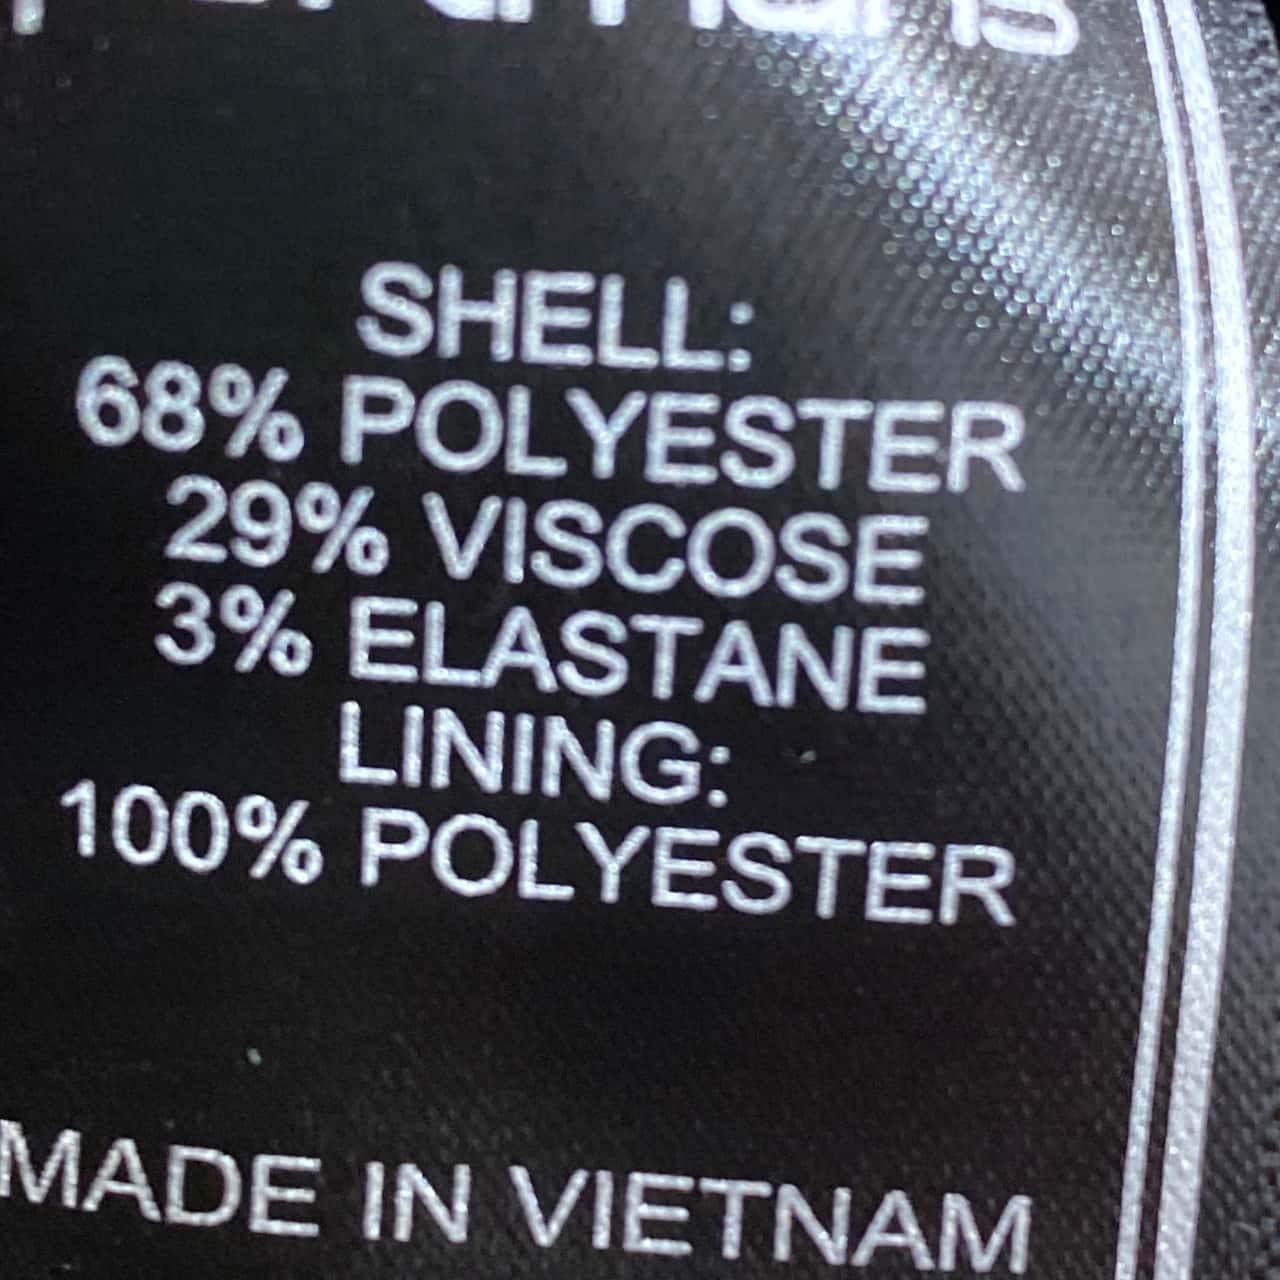 SHELL:
68% POLYESTER
29% VISCOSE
3% ELASTANE
LINING:
100% POLYESTER
MADE IN VIETNAM